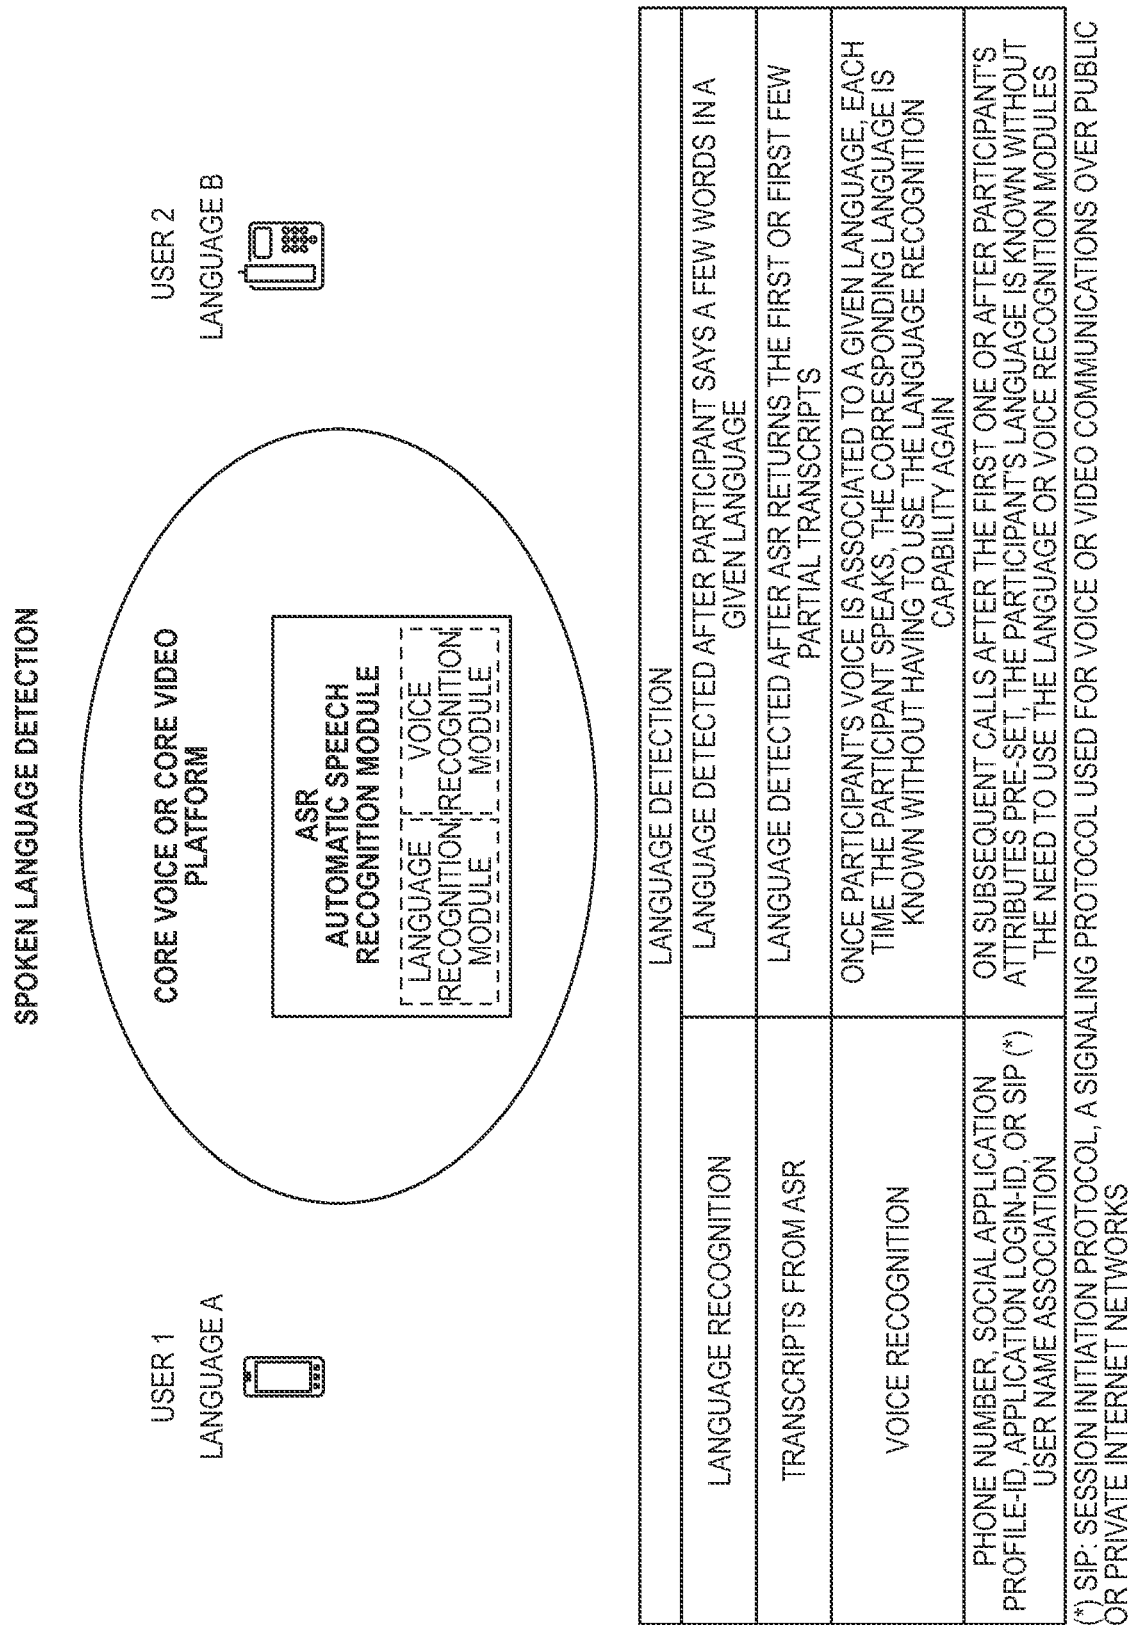 SPOKEN LANGUAGE DETECTION
USER 1
LANGUAGE A
CORE VOICE OR CORE VIDEO
PLATFORM
ASR
AUTOMATIC SPEECH
RECOGNITION MODULE
LANGUAGE
RECOGNITION
MODULE
VOICE
RECOGNITION
MODULE
USER 2
LANGUAGE B
LANGUAGE DETECTION
LANGUAGE RECOGNITION
LANGUAGE DETECTED AFTER PARTICIPANT SAYS A FEW WORDS IN A
GIVEN LANGUAGE
TRANSCRIPTS FROM ASR
LANGUAGE DETECTED AFTER ASR RETURNS THE FIRST OR FIRST FEW
PARTIAL TRANSCRIPTS
VOICE RECOGNITION
ONCE PARTICIPANT'S VOICE IS ASSOCIATED TO A GIVEN LANGUAGE, EACH
TIME THE PARTICIPANT SPEAKS, THE CORRESPONDING LANGUAGE IS
KNOWN WITHOUT HAVING TO USE THE LANGUAGE RECOGNITION
CAPABILITY AGAIN
PHONE NUMBER, SOCIAL APPLICATION
PROFILE-ID, APPLICATION LOGIN-ID, OR SIP (*)
USER NAME ASSOCIATION
ON SUBSEQUENT CALLS AFTER THE FIRST ONE OR AFTER PARTICIPANT'S
ATTRIBUTES PRE-SET, THE PARTICIPANT'S LANGUAGE IS KNOWN WITHOUT
THE NEED TO USE THE LANGUAGE OR VOICE RECOGNITION MODULES
(*) SIP: SESSION INITIATION PROTOCOL, A SIGNALING PROTOCOL USED FOR VOICE OR VIDEO COMMUNICATIONS OVER PUBLIC
OR PRIVATE INTERNET NETWORKS